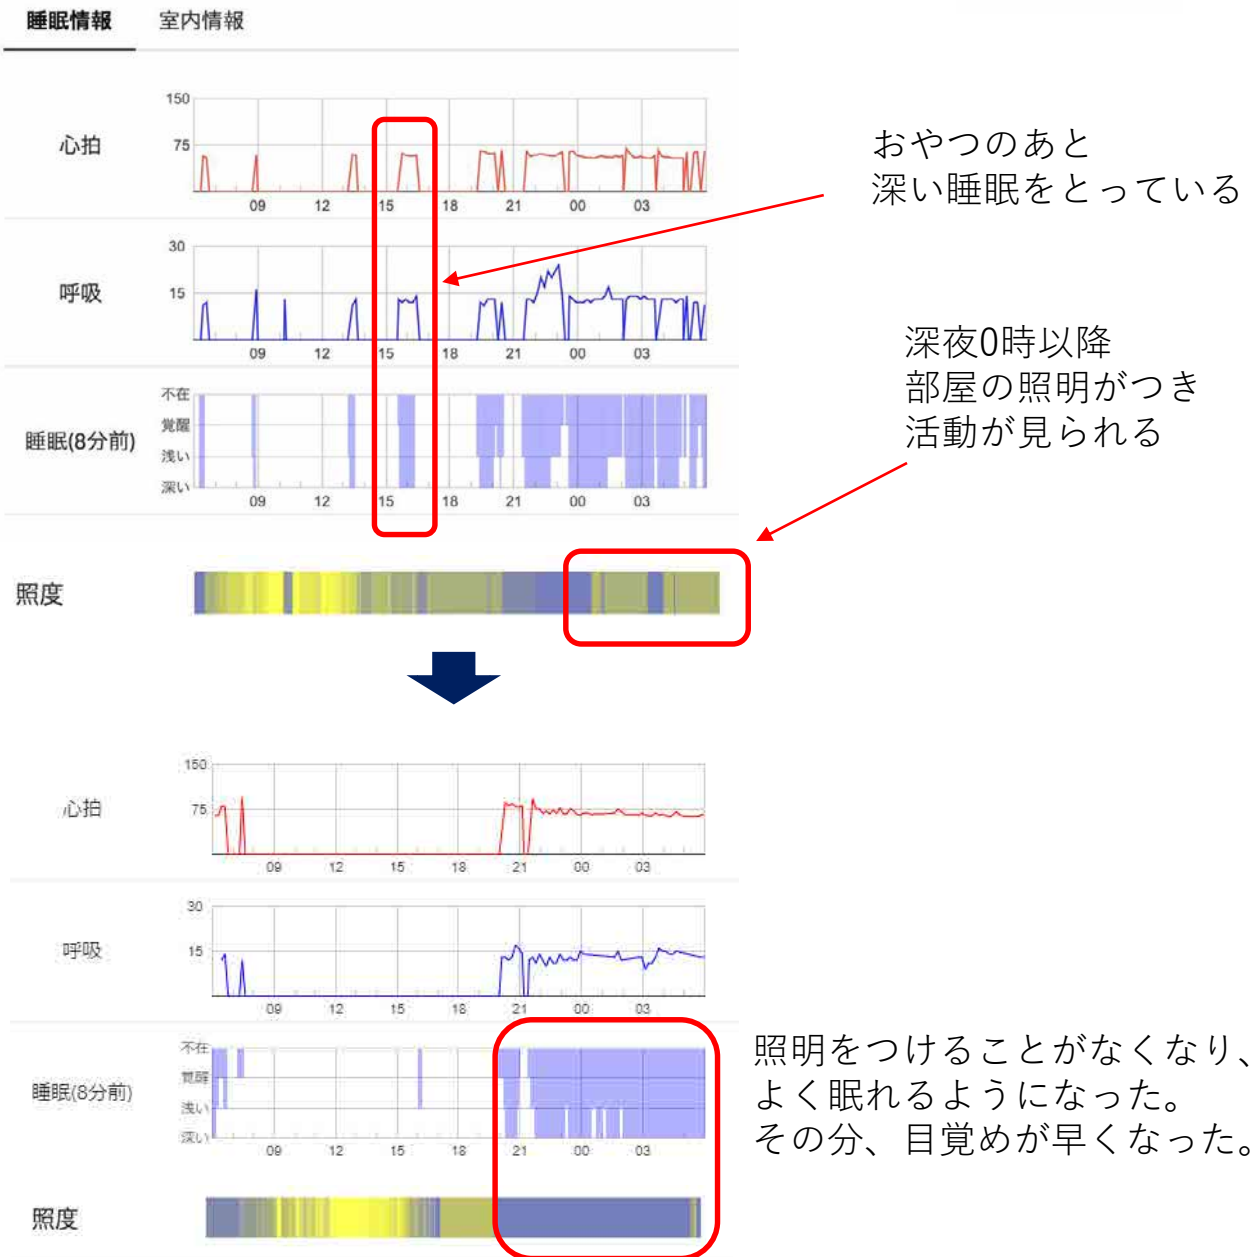 睡眠情報 室内情報
心拍
150
75
09 12 15 18 21 00 03
おやつのあと
深い睡眠をとっている
呼吸
30
15
09 12 15 18 21 00 03
深夜0時以降
部屋の照明がつき
活動が見られる
睡眠(8分前)
不在
覚醒
浅い
深い
09 12 15 18 21 00 03
照度
心拍
150
75
09 12 15 18 21 00 03
呼吸
30
15
09 12 15 18 21 00 03
睡眠(8分前)
不在
覚醒
浅い
深い
09 12 15 18 21 00 03
照明をつけることがなくなり、
よく眠れるようになった。
その分、目覚めが早くなった。
照度